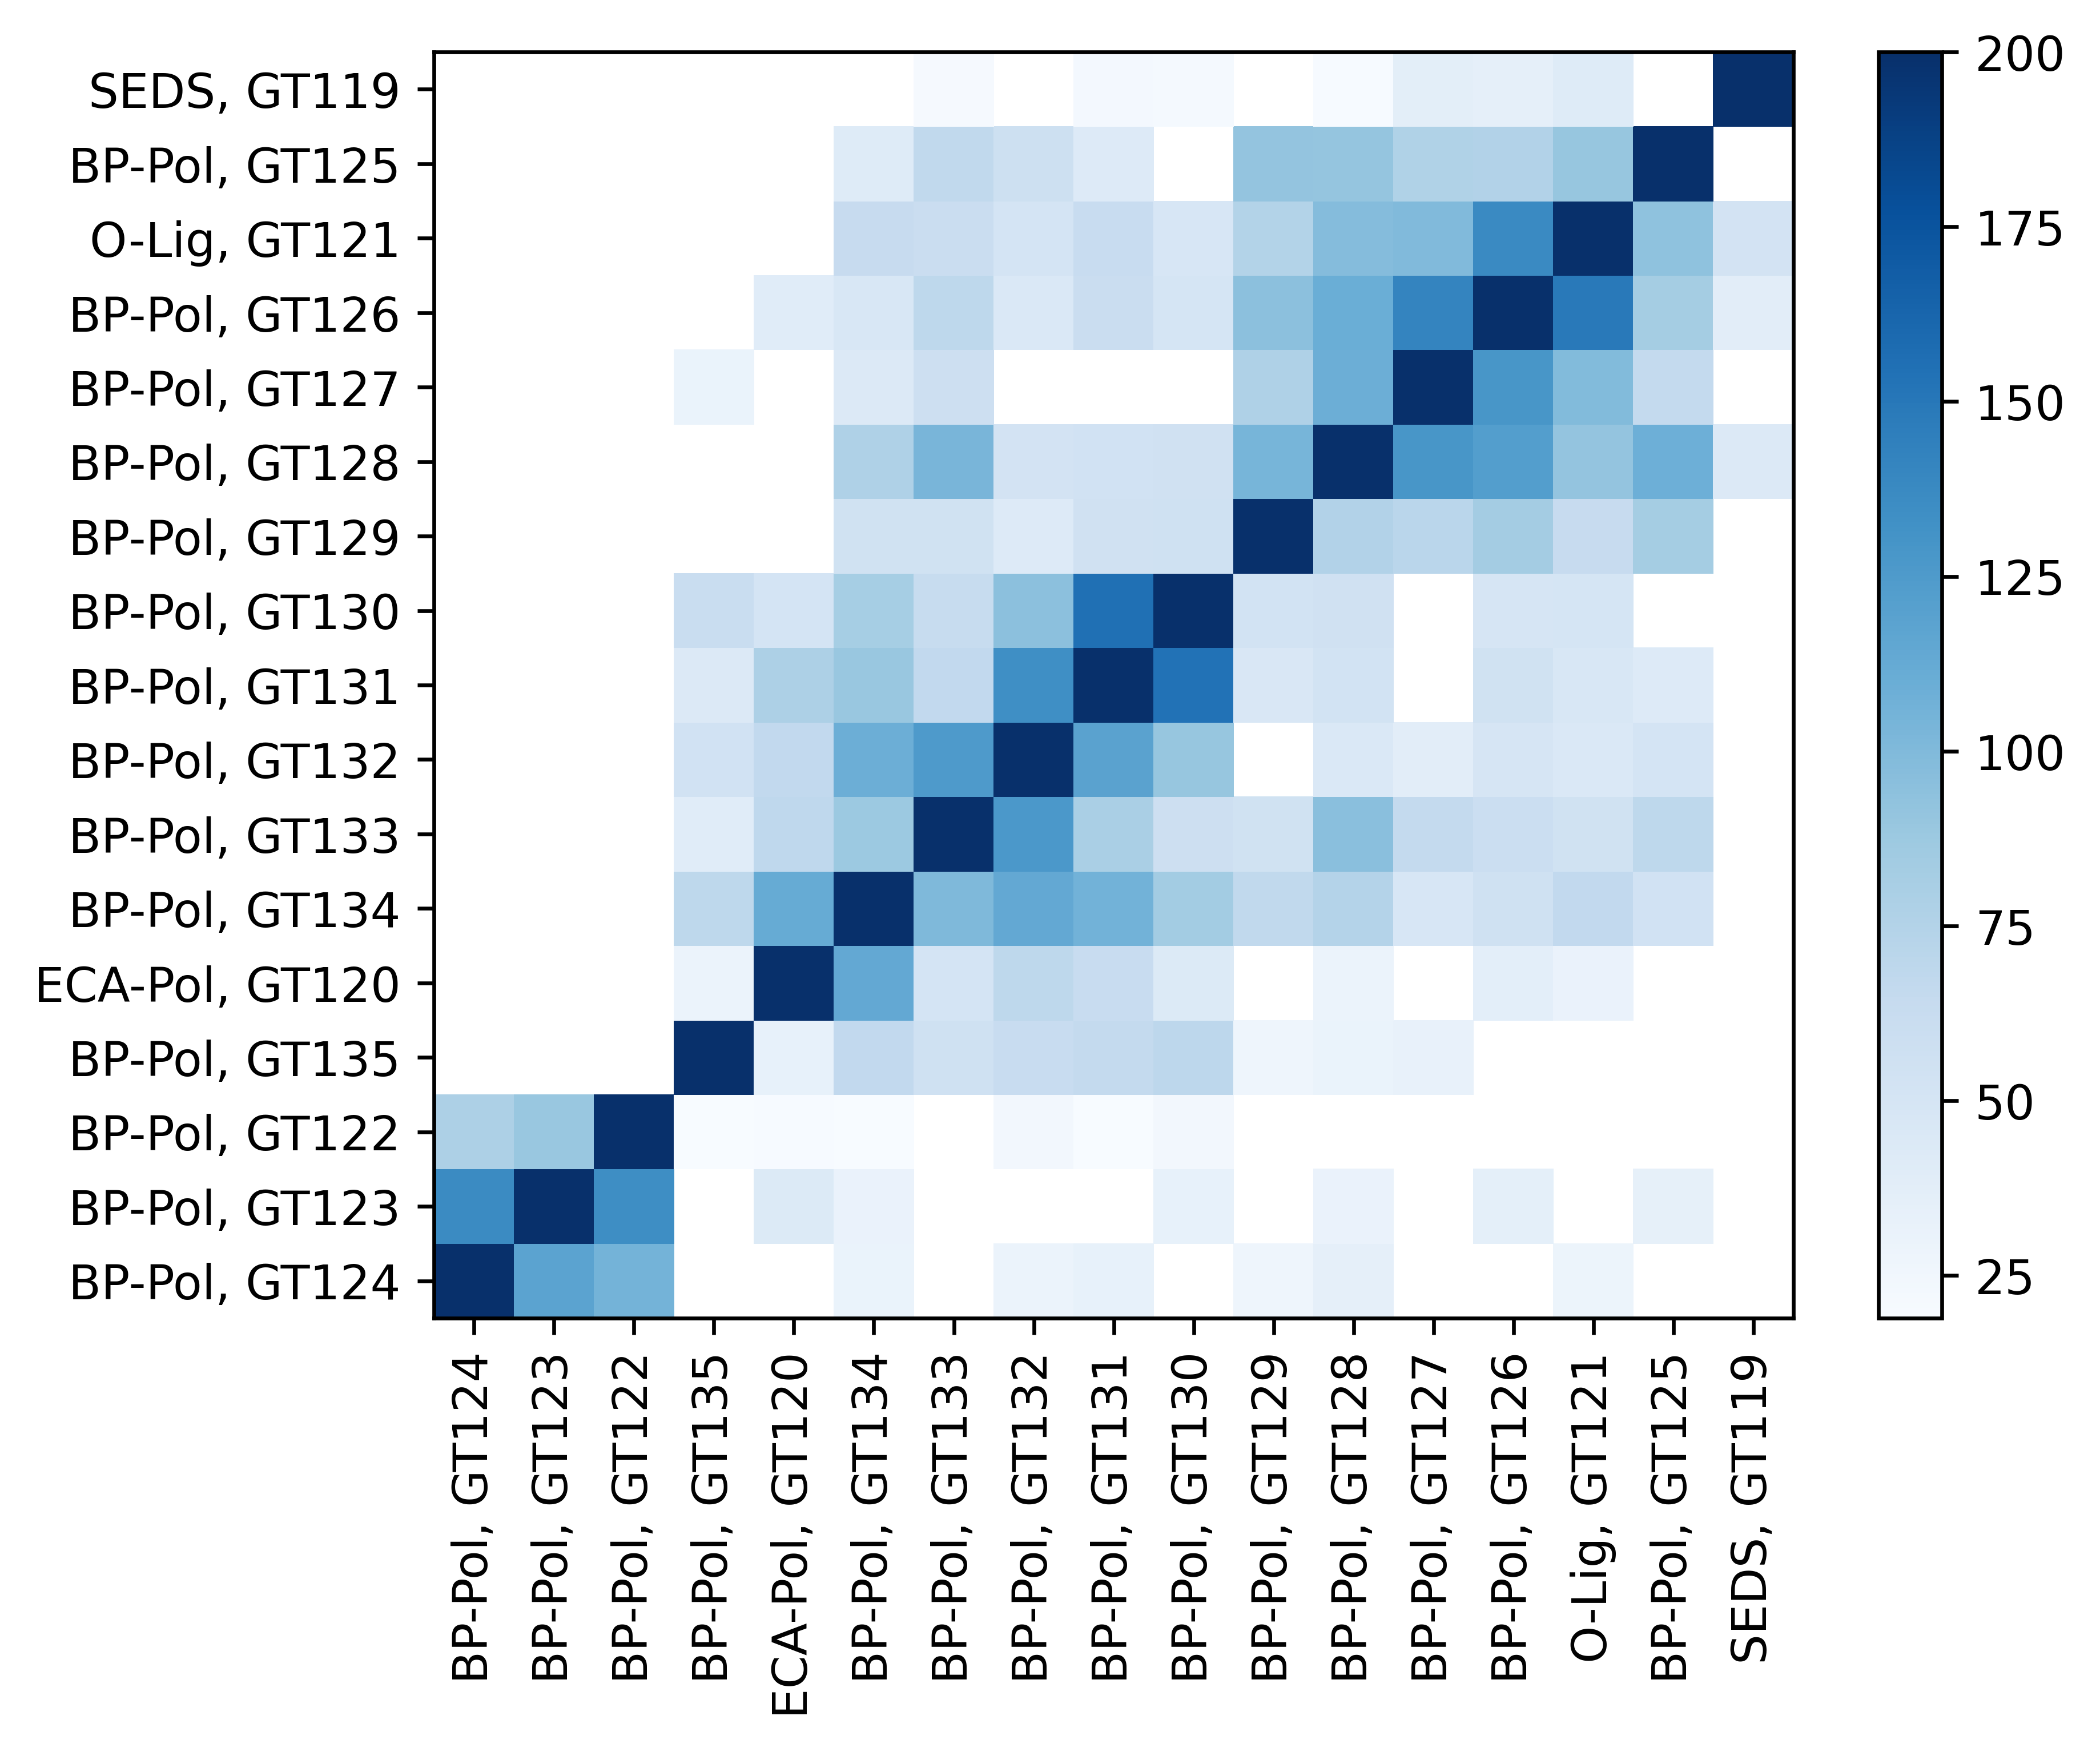 SEDS, GT119
BP-Pol, GT125
O-Lig, GT121
BP-Pol, GT126
BP-Pol, GT127
BP-Pol, GT128
BP-Pol, GT129
BP-Pol, GT130
BP-Pol, GT131
BP-Pol, GT132
BP-Pol, GT133
BP-Pol, GT134
ECA-Pol, GT120
BP-Pol, GT135
BP-Pol, GT122
BP-Pol, GT123
BP-Pol, GT124
BP-Pol, GT124
BP-Pol, GT123
BP-Pol, GT122
BP-Pol, GT135
ECA-Pol, GT120
BP-Pol, GT134
BP-Pol, GT133
BP-Pol, GT132
BP-Pol, GT131
BP-Pol, GT130
BP-Pol, GT129
BP-Pol, GT128
BP-Pol, GT127
BP-Pol, GT126
O-Lig, GT121
BP-Pol, GT125
SEDS, GT119
200
175
150
125
100
75
50
25